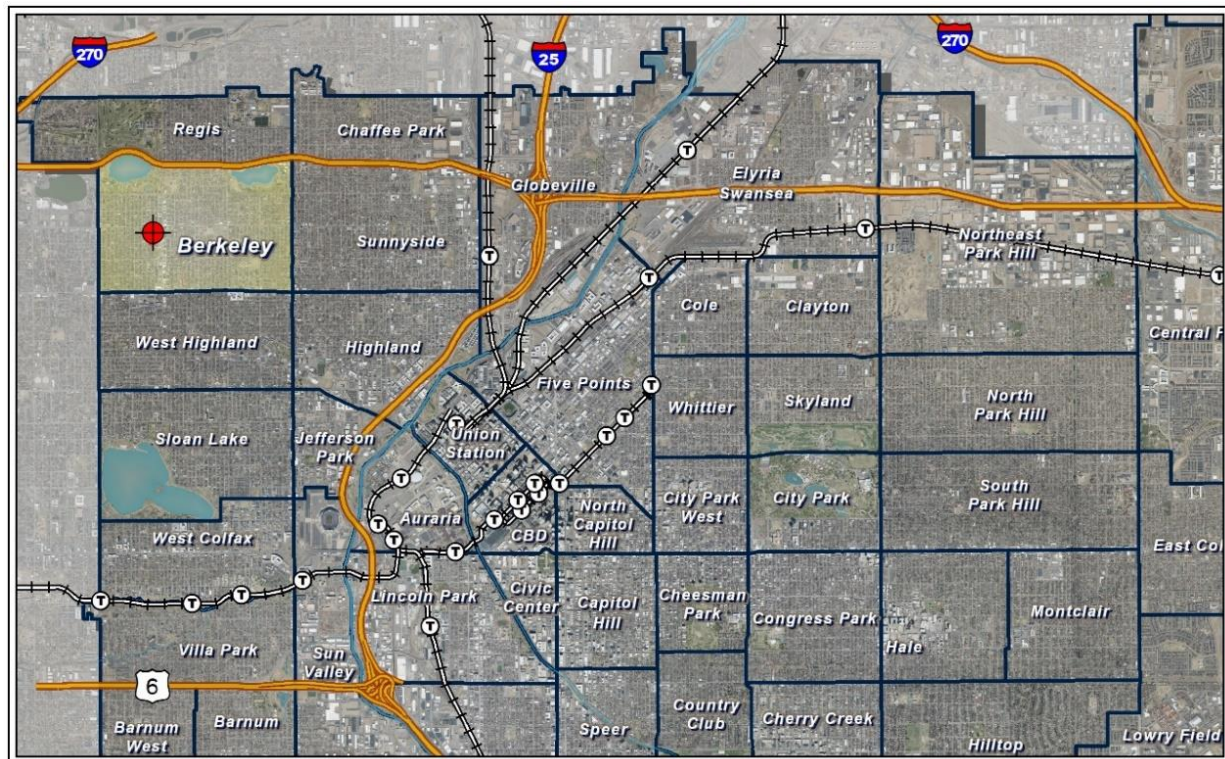 270
25
270
Regis
Chaffee Park
Globeville
Elyria
Swansea
Berkeley
Sunnyside
Northeast
Park Hill
T
T
T
T
T
West Highland
Highland
Cole
Clayton
Central P
Five Points
T
Whittier
Skyland
North
Park Hill
Sloan Lake
Jefferson
Park
T
Union
Station
T
T
T
T
T
T
T
T
T
Auraria
T
CBD
North
Capitol
Hill
City Park
West
City Park
South
Park Hill
West Colfax
T
T
T
East Col
T
T
T
T
Lincoln Park
Civic
Center
Capitol
Hill
Cheesman
Park
Congress Park
Montclair
Hale
T
Villa Park
Sun
Valley
6
Barnum
West
Barnum
Speer
Country
Club
Cherry Creek
Hilltop
Lowry Field